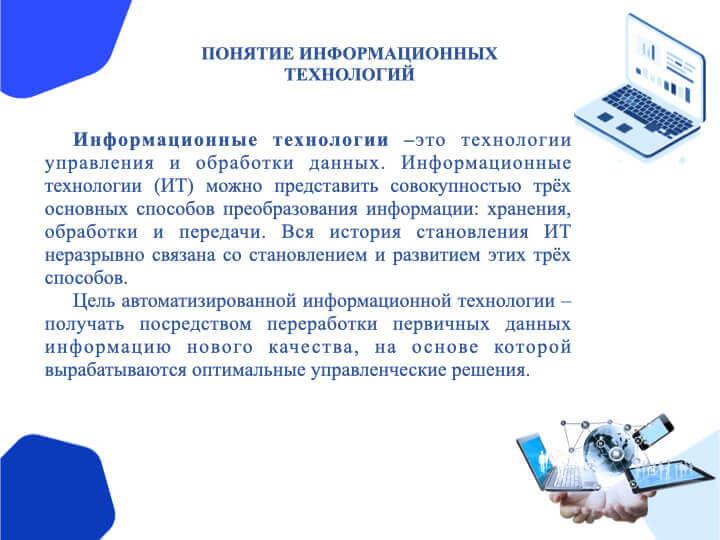 ПОНЯТИЕ ИНФОРМАЦИОННЫХ
ТЕХНОЛОГИЙ
Информационные технологии –это технологии
управления и обработки данных. Информационные
технологии (ИТ) можно представить совокупностью трёх
основных способов преобразования информации: хранения,
обработки и передачи. Вся история становления ИТ
неразрывно связана со становлением и развитием этих трёх
способов.
Цель автоматизированной информационной технологии –
получать посредством переработки первичных данных
информацию нового качества, на основе которой
вырабатываются оптимальные управленческие решения.